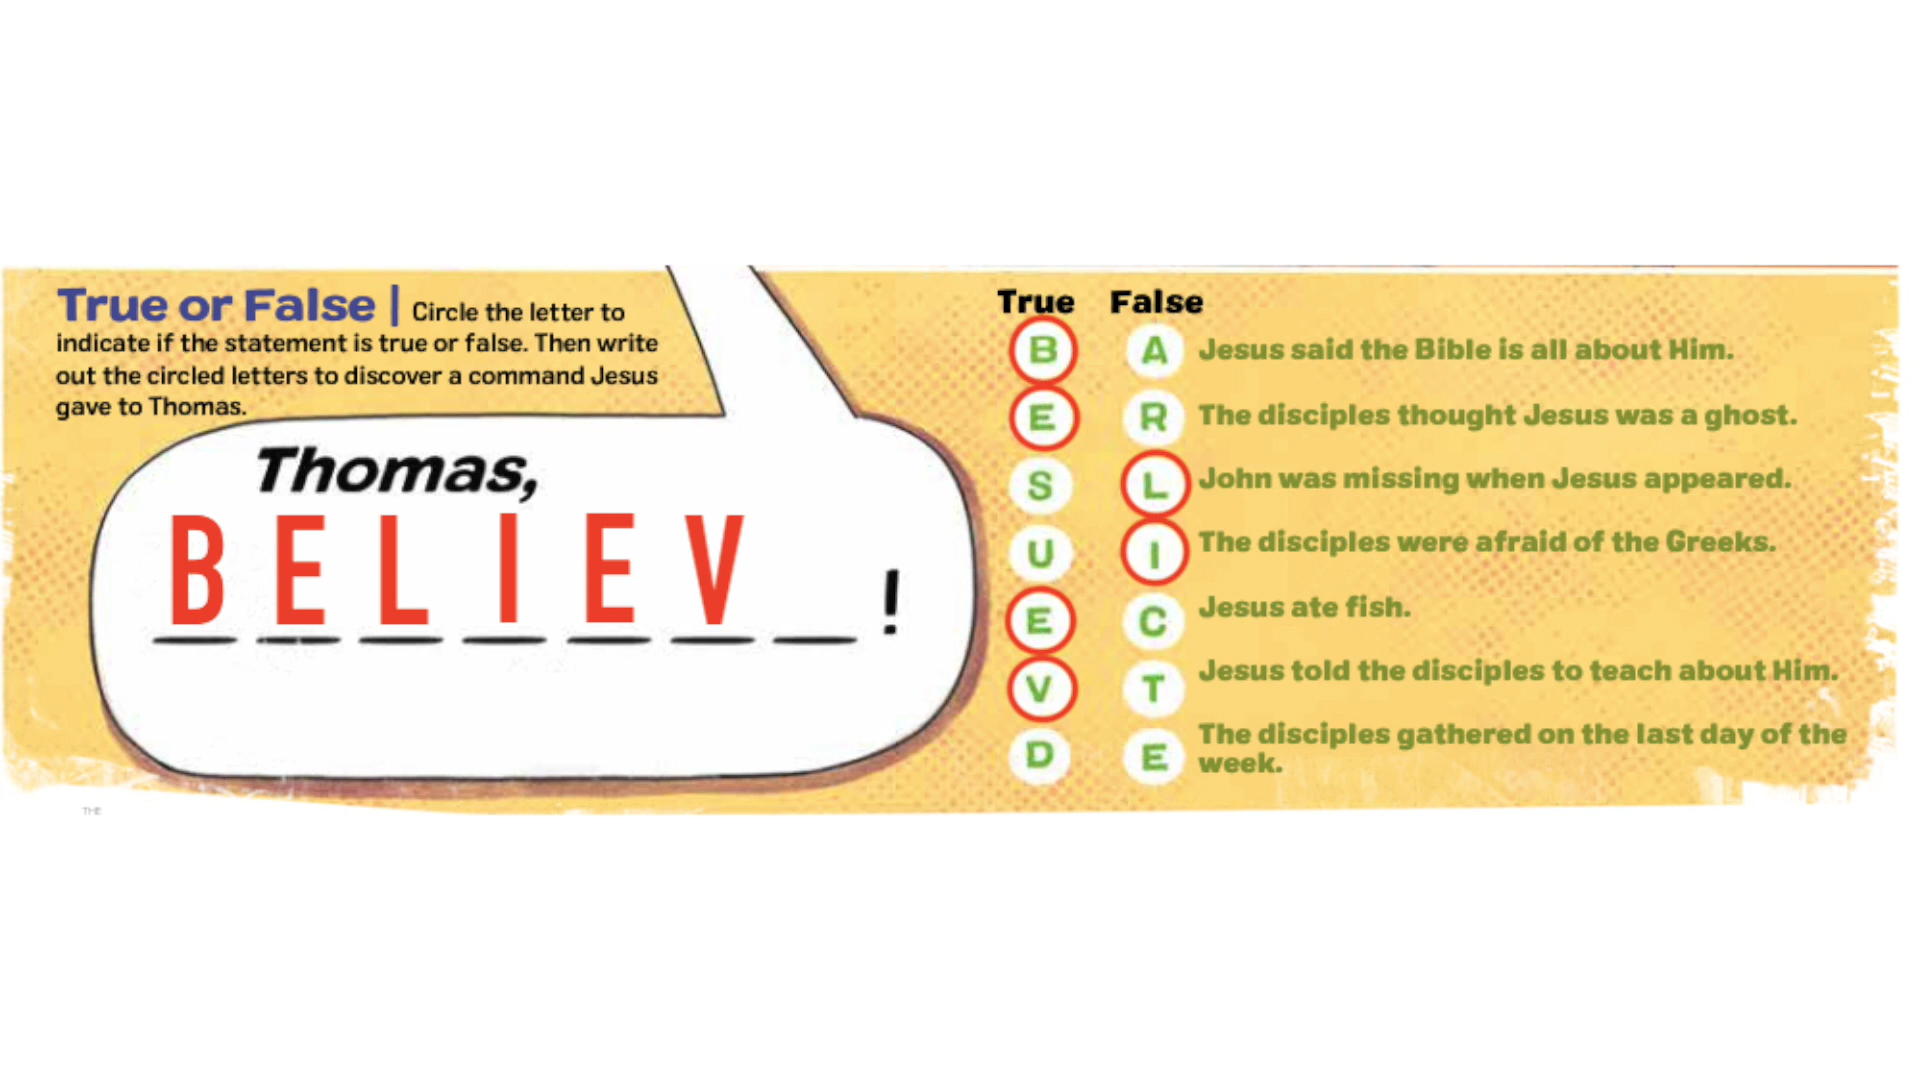 True or False | Circle the letter to
indicate if the statement is true or false. Then write
out the circled letters to discover a command Jesus
gave to Thomas.
Thomas,
B E L I E V _ !
True False
B A Jesus said the Bible is all about Him.
E R The disciples thought Jesus was a ghost.
S L John was missing when Jesus appeared.
U I The disciples were afraid of the Greeks.
E C Jesus ate fish.
V T Jesus told the disciples to teach about Him.
D E The disciples gathered on the last day of the
week.
THE